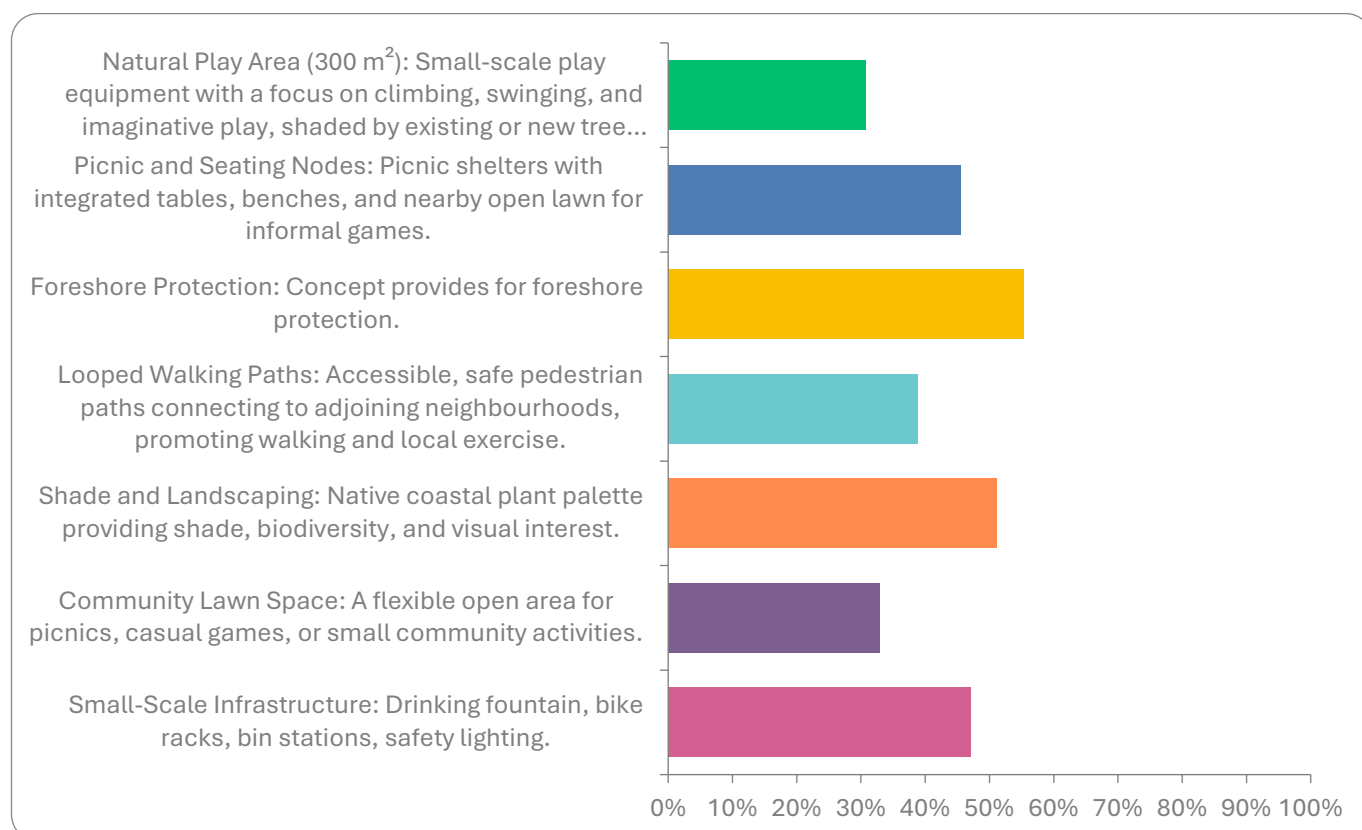 Natural Play Area (300 m²): Small-scale play
equipment with a focus on climbing, swinging, and
imaginative play, shaded by existing or new tree...
Picnic and Seating Nodes: Picnic shelters with
integrated tables, benches, and nearby open lawn for
informal games.
Foreshore Protection: Concept provides for foreshore
protection.
Looped Walking Paths: Accessible, safe pedestrian
paths connecting to adjoining neighbourhoods,
promoting walking and local exercise.
Shade and Landscaping: Native coastal plant palette
providing shade, biodiversity, and visual interest.
Community Lawn Space: A flexible open area for
picnics, casual games, or small community activities.
Small-Scale Infrastructure: Drinking fountain, bike
racks, bin stations, safety lighting.
0% 10% 20% 30% 40% 50% 60% 70% 80% 90% 100%